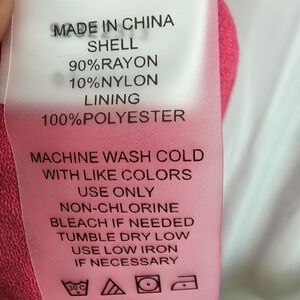 MADE IN CHINA
SHELL
90%RAYON
10%NYLON
LINING
100%POLYESTER
MACHINE WASH COLD
WITH LIKE COLORS
USE ONLY
NON-CHLORINE
BLEACH IF NEEDED
TUMBLE DRY LOW
USE LOW IRON
IF NECESSARY
30C